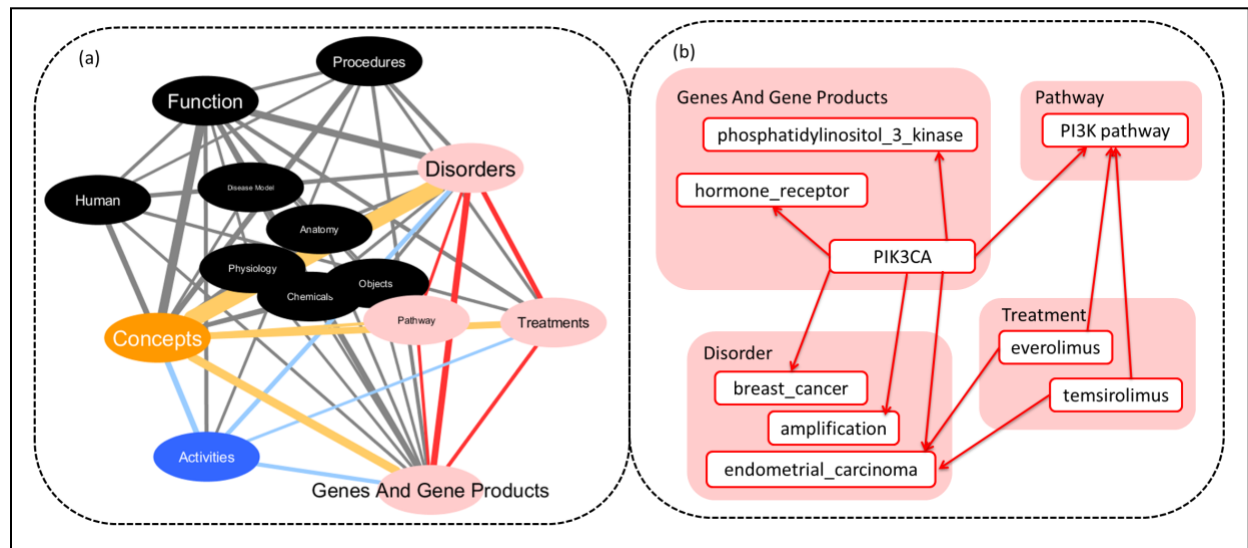 (a)
Procedures
Function
Disorders
Human
Disease Model
Anatomy
Physiology
Objects
Chemicals
Pathway
Treatments
Concepts
Activities
Genes And Gene Products
(b)
Genes And Gene Products
phosphatidylinositol_3_kinase
hormone_receptor
PIK3CA
Pathway
PI3K pathway
Treatment
everolimus
temsirolimus
Disorder
breast_cancer
amplification
endometrial_carcinoma